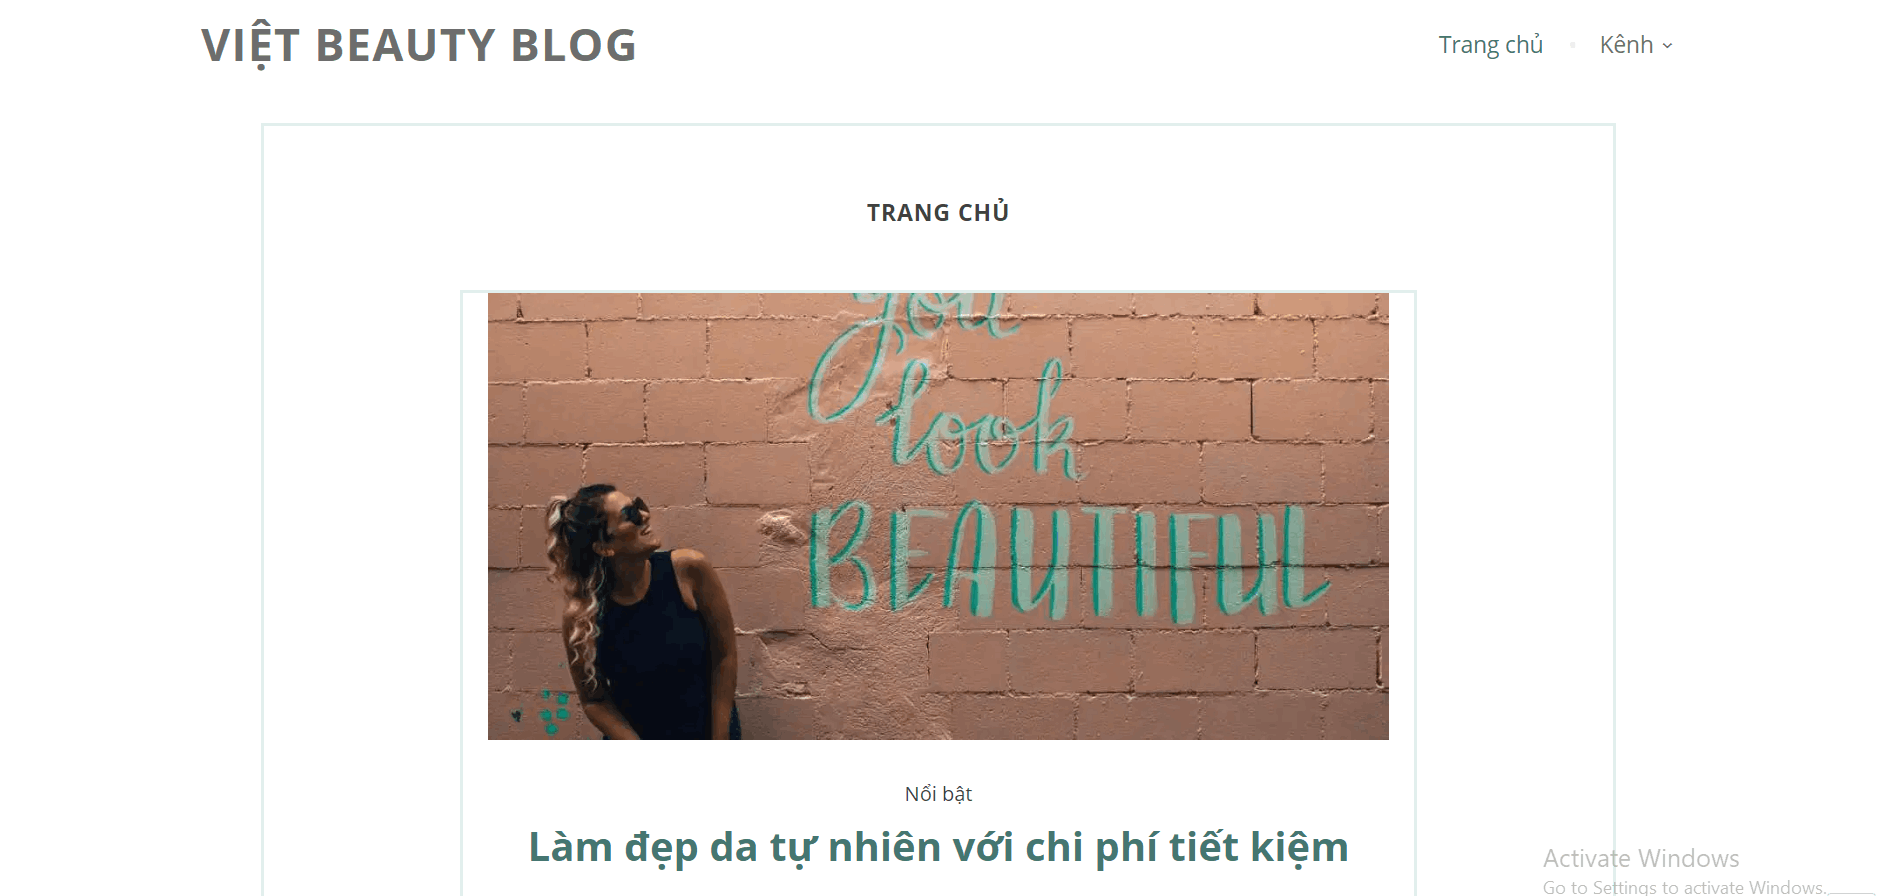 VIỆT BEAUTY BLOG
Trang chủ
Kênh
TRANG CHỦ
you
look
BEAUTIFUL
Nổi bật
Làm đẹp da tự nhiên với chi phí tiết kiệm
Activate Windows
Go to Settings to activate Windows.